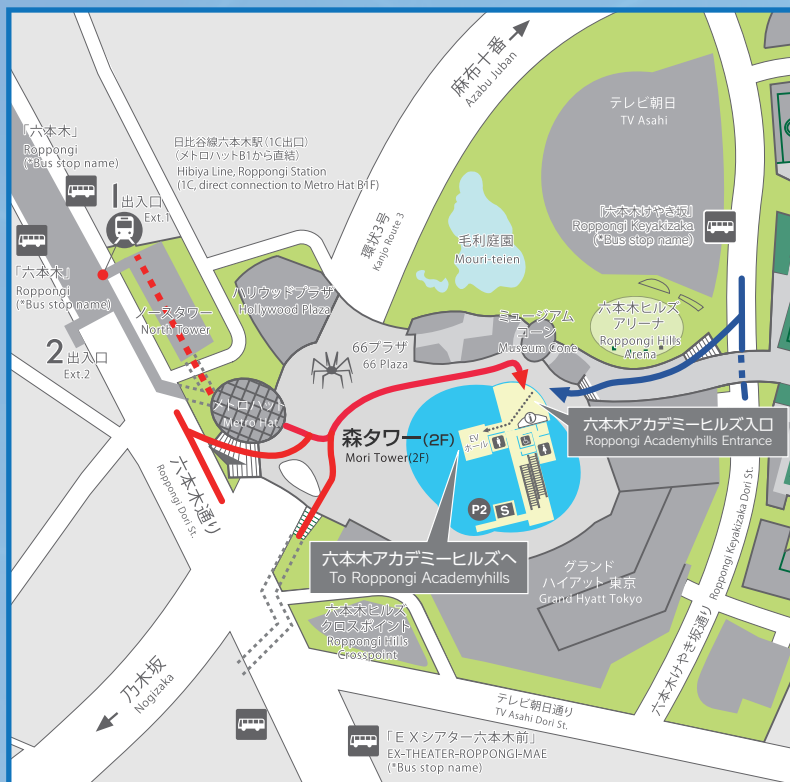 麻布十番
Azabu Juban
テレビ朝日
TV Asahi
「六本木」
Roppongi
(*Bus stop name)
日比谷線六本木駅(1C出口)
(メトロハットB1から直結)
Hibiya Line, Roppongi Station
(1C, direct connection to Metro Hat B1F)
1 出入口
Ext.1
「六本木けやき坂」
Roppongi Keyakizaka
(*Bus stop name)
環状3号
Kanjo Route 3
毛利庭園
Mouri-teien
「六本木」
Roppongi
(*Bus stop name)
ハリウッドプラザ
Hollywood Plaza
ノースタワー
North Tower
ミュージアム
コーン
Museum Cone
六本木ヒルズ
アリーナ
Roppongi Hills
Arena
2 出入口
Ext.2
66プラザ
66 Plaza
メトロハット
Metro Hat
森タワー(2F)
Mori Tower(2F)
EV
ホール
i
六本木アカデミーヒルズ入口
Roppongi Academyhills Entrance
六本木通り
Roppongi Dori St.
P2
S
六本木アカデミーヒルズへ
To Roppongi Academyhills
グランド
ハイアット 東京
Grand Hyatt Tokyo
六本木ヒルズ
クロスポイント
Roppongi Hills
Crosspoint
六本木けやき坂通り Roppongi Keyakizaka Dori St.
乃木坂
Nogizaka
テレビ朝日通り
TV Asahi Dori St.
「EXシアター六本木前」
EX-THEATER-ROPPONGI-MAE
(*Bus stop name)